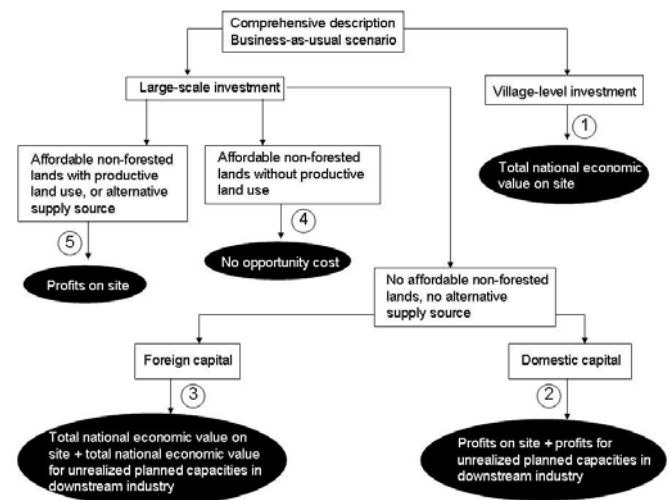 Comprehensive description
Business-as-usual scenario
Large-scale investment
Village-level investment
1
Affordable non-forested
lands with productive
land use, or alternative
supply source
Affordable non-forested
lands without productive
land use
Total national economic
value on site
5
4
Profits on site
No opportunity cost
No affordable non-forested
lands, no alternative
supply source
Foreign capital
Domestic capital
3
2
Total national economic value on
site + total national economic value
for unrealized planned capacities in
downstream industry
Profits on site + profits for
unrealized planned capacities in
downstream industry